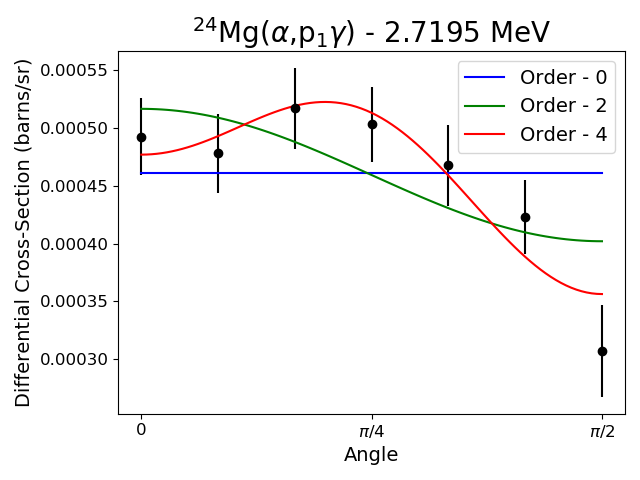 ²⁴Mg(α,p₁γ) - 2.7195 MeV
Differential Cross-Section (barns/sr)
0.00055
0.00050
0.00045
0.00040
0.00035
0.00030
Order - 0
Order - 2
Order - 4
0
π/4
π/2
Angle